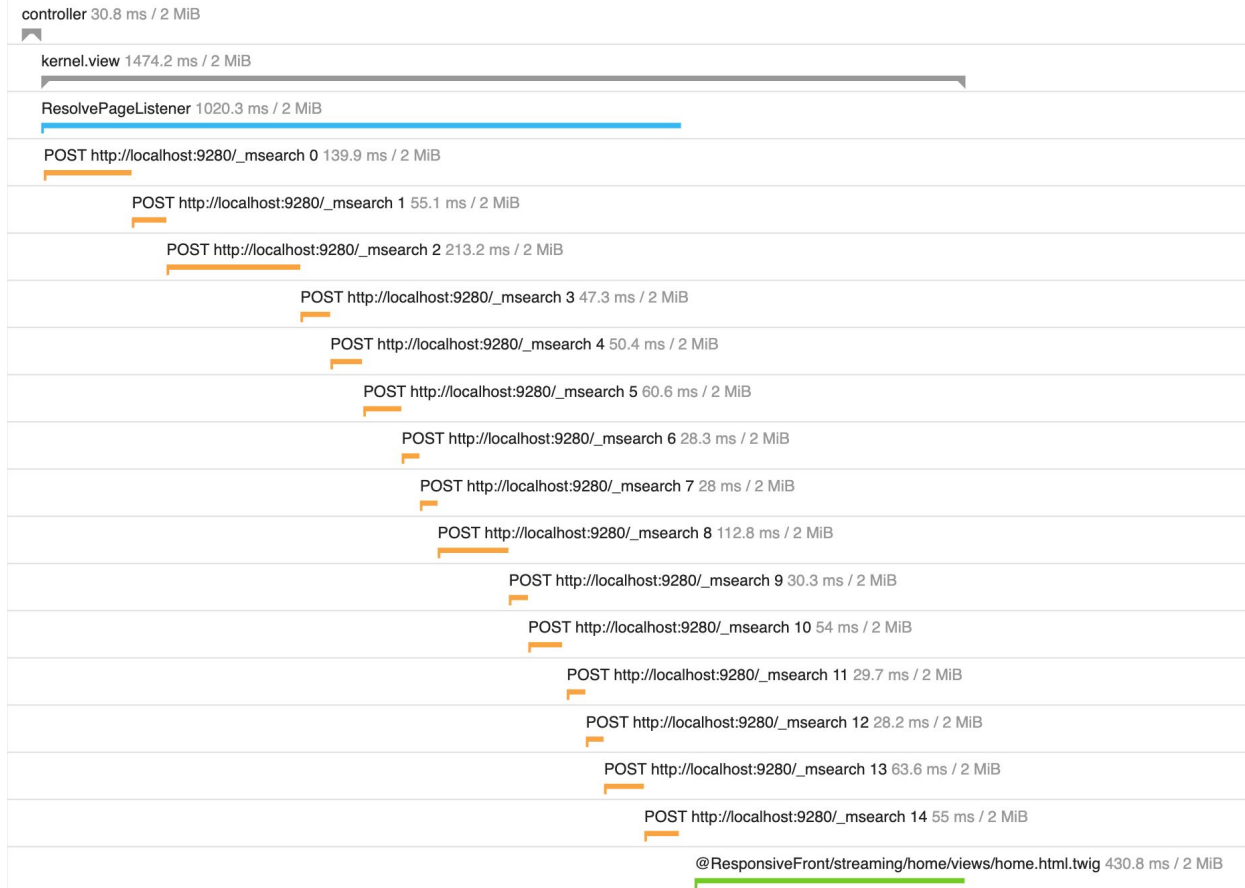 controller 30.8 ms / 2 MiB
kernel.view 1474.2 ms / 2 MiB
ResolvePageListener 1020.3 ms / 2 MiB
POST http://localhost:9280/_msearch 0 139.9 ms / 2 MiB
POST http://localhost:9280/_msearch 1 55.1 ms / 2 MiB
POST http://localhost:9280/_msearch 2 213.2 ms / 2 MiB
POST http://localhost:9280/_msearch 3 47.3 ms / 2 MiB
POST http://localhost:9280/_msearch 4 50.4 ms / 2 MiB
POST http://localhost:9280/_msearch 5 60.6 ms / 2 MiB
POST http://localhost:9280/_msearch 6 28.3 ms / 2 MiB
POST http://localhost:9280/_msearch 7 28 ms / 2 MiB
POST http://localhost:9280/_msearch 8 112.8 ms / 2 MiB
POST http://localhost:9280/_msearch 9 30.3 ms / 2 MiB
POST http://localhost:9280/_msearch 10 54 ms / 2 MiB
POST http://localhost:9280/_msearch 11 29.7 ms / 2 MiB
POST http://localhost:9280/_msearch 12 28.2 ms / 2 MiB
POST http://localhost:9280/_msearch 13 63.6 ms / 2 MiB
POST http://localhost:9280/_msearch 14 55 ms / 2 MiB
@ResponsiveFront/streaming/home/views/home.html.twig 430.8 ms / 2 MiB